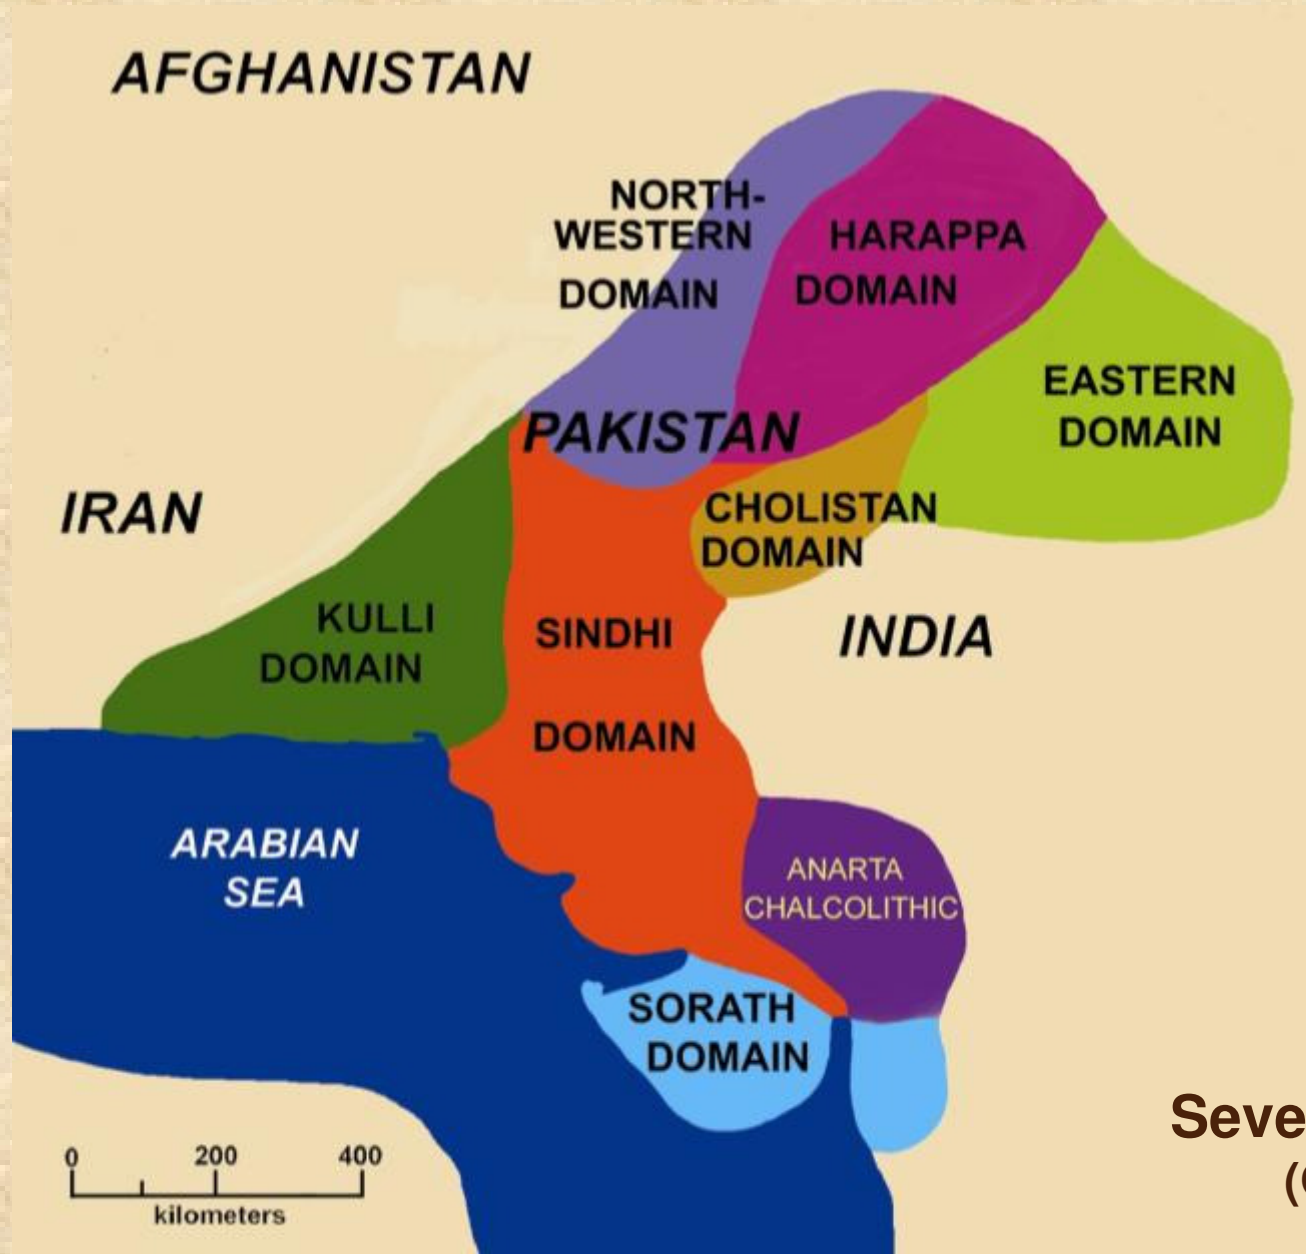 AFGHANISTAN
NORTH-
WESTERN
DOMAIN
HARAPPA
DOMAIN
EASTERN
DOMAIN
PAKISTAN
IRAN
CHOLISTAN
DOMAIN
KULLI
DOMAIN
SINDHI
DOMAIN
INDIA
ARABIAN
SEA
ANARTA
CHALCOLITHIC
SORATH
DOMAIN
Seve
(
0 200 400
kilometers